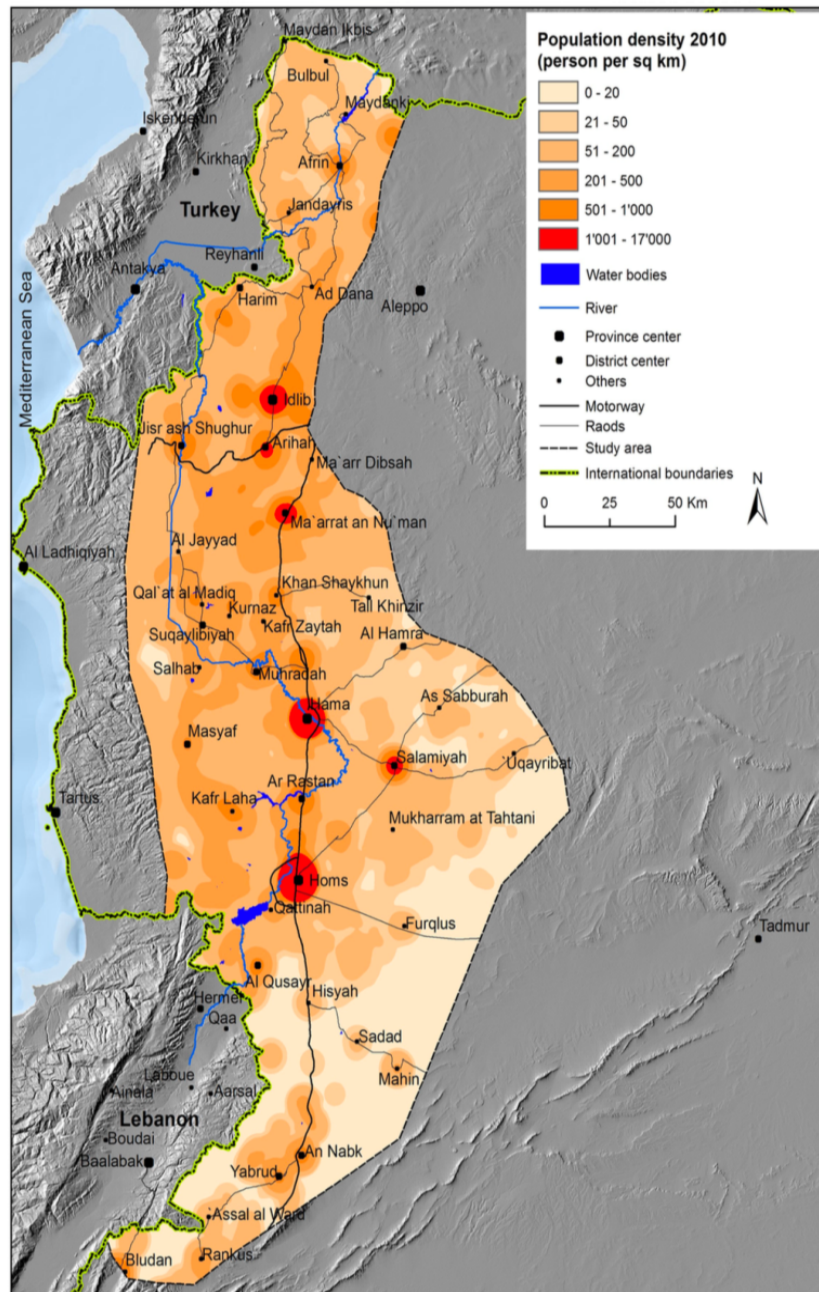 Population density 2010
(person per sq km)
0 - 20
21 - 50
51 - 200
201 - 500
501 - 1'000
1'001 - 17'000
Water bodies
River
Province center
District center
Others
Motorway
Raods
Study area
International boundaries
N
0 25 50 Km
Maydan Ikbis
Bulbul
Maydanki
Iskenderun
Kirkhan
Afrin
Turkey
Jandayris
Reyhanli
Antakya
Harim
Ad Dana
Aleppo
Mediterranean Sea
Idlib
Jisr ash Shughur
Arihah
Ma`arr Dibsah
Ma`arrat an Nu`man
Al Jayyad
Al Ladhiqiyah
Qal`at al Madiq
Khan Shaykhun
Tall Khinzir
Kurnaz
Kafr Zaytah
Suqaylibiyah
Al Hamra
Salhab
Muhradah
As Sabburah
Hama
Masyaf
Salamiyah
`Uqayribat
Ar Rastan
Tartus
Kafr Laha
Mukharram at Tahtani
Homs
Qattinah
Furqlus
Tadmur
Al Qusayr
Hermer
Hisyah
Qaa
Sadad
Mahin
Laboue
Ainala
Aarsal
Lebanon
Boudai
Baalabak
An Nabk
Yabrud
`Assal al Ward
Bludan
Rankus